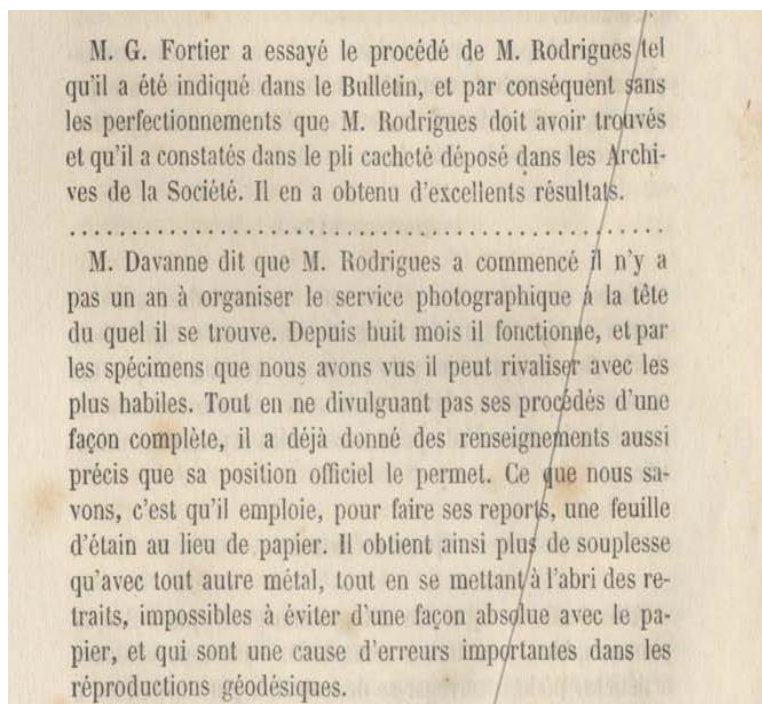 M. G. Fortier a essayé le procédé de M. Rodrigues tel
qu'il a été indiqué dans le Bulletin, et par conséquent sans
les perfectionnements que M. Rodrigues doit avoir trouvés
et qu'il a constatés dans le pli cacheté déposé dans les Archi-
ves de la Société. Il en a obtenu d'excellents résultats.
. . . . . . . . . . . . . . . . . . . . . . . . . . . . . . . . . . . . . . . . . . . . . . . .
M. Davanne dit que M. Rodrigues a commencé il n'y a
pas un an à organiser le service photographique à la tête
du quel il se trouve. Depuis huit mois il fonctionne, et par
les spécimens que nous avons vus il peut rivaliser avec les
plus habiles. Tout en ne divulguant pas ses procédés d'une
façon complète, il a déjà donné des renseignements aussi
précis que sa position officiel le permet. Ce que nous sa-
vons, c'est qu'il emploie, pour faire ses reports, une feuille
d'étain au lieu de papier. Il obtient ainsi plus de souplesse
qu'avec tout autre métal, tout en se mettant à l'abri des re-
traits, impossibles à éviter d'une façon absolue avec le pa-
pier, et qui sont une cause d'erreurs importantes dans les
réproductions géodésiques.